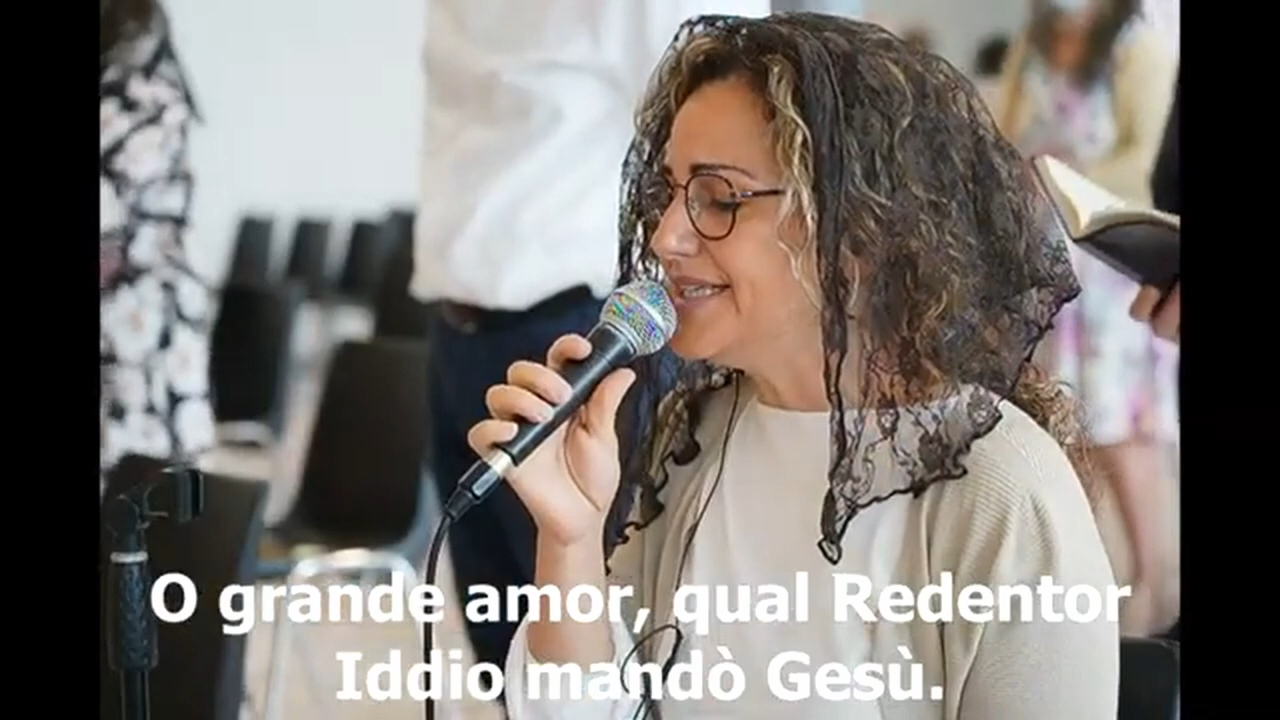 O grande amor, qual Redentor
Iddio mandò Gesù.